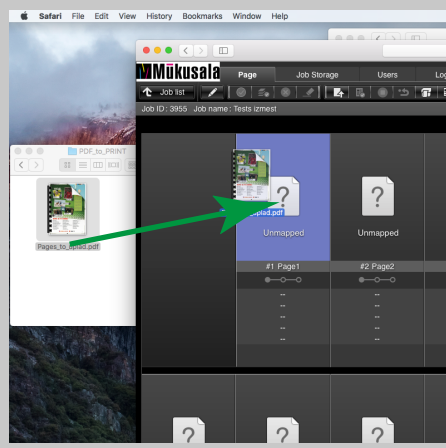 Safari File Edit View History Bookmarks Window Help
Mūkusala
Page Job Storage Users
Job list
Job ID: 3955 Job name: Tests izmest
PDF_to_PRINT
Pages_to_uplad.pdf
Unmapped Unmapped
#1 Page1 #2 Page2
-- --
-- --
-- --
-- --